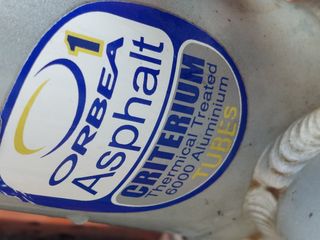 1
ORBEA
Asphalt
CRITERIUM
Thermical Treated
6000 Aluminium
TUBES